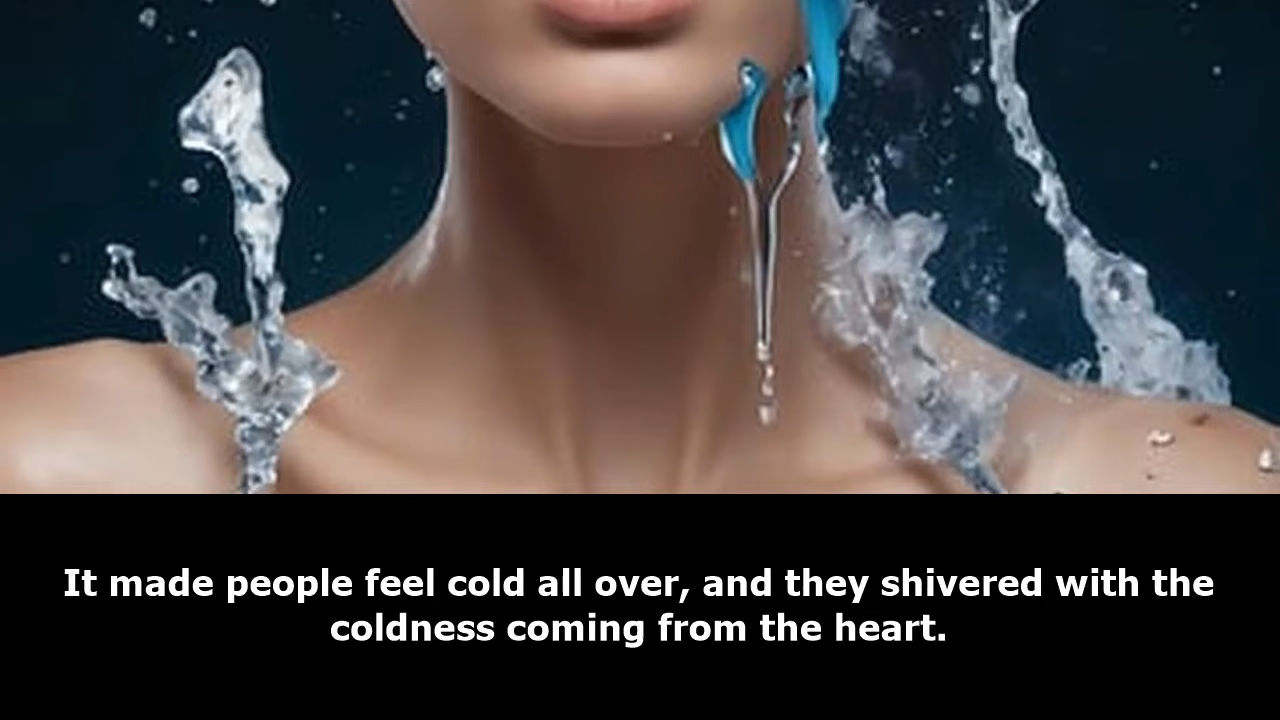 It made people feel cold all over, and they shivered with the
coldness coming from the heart.